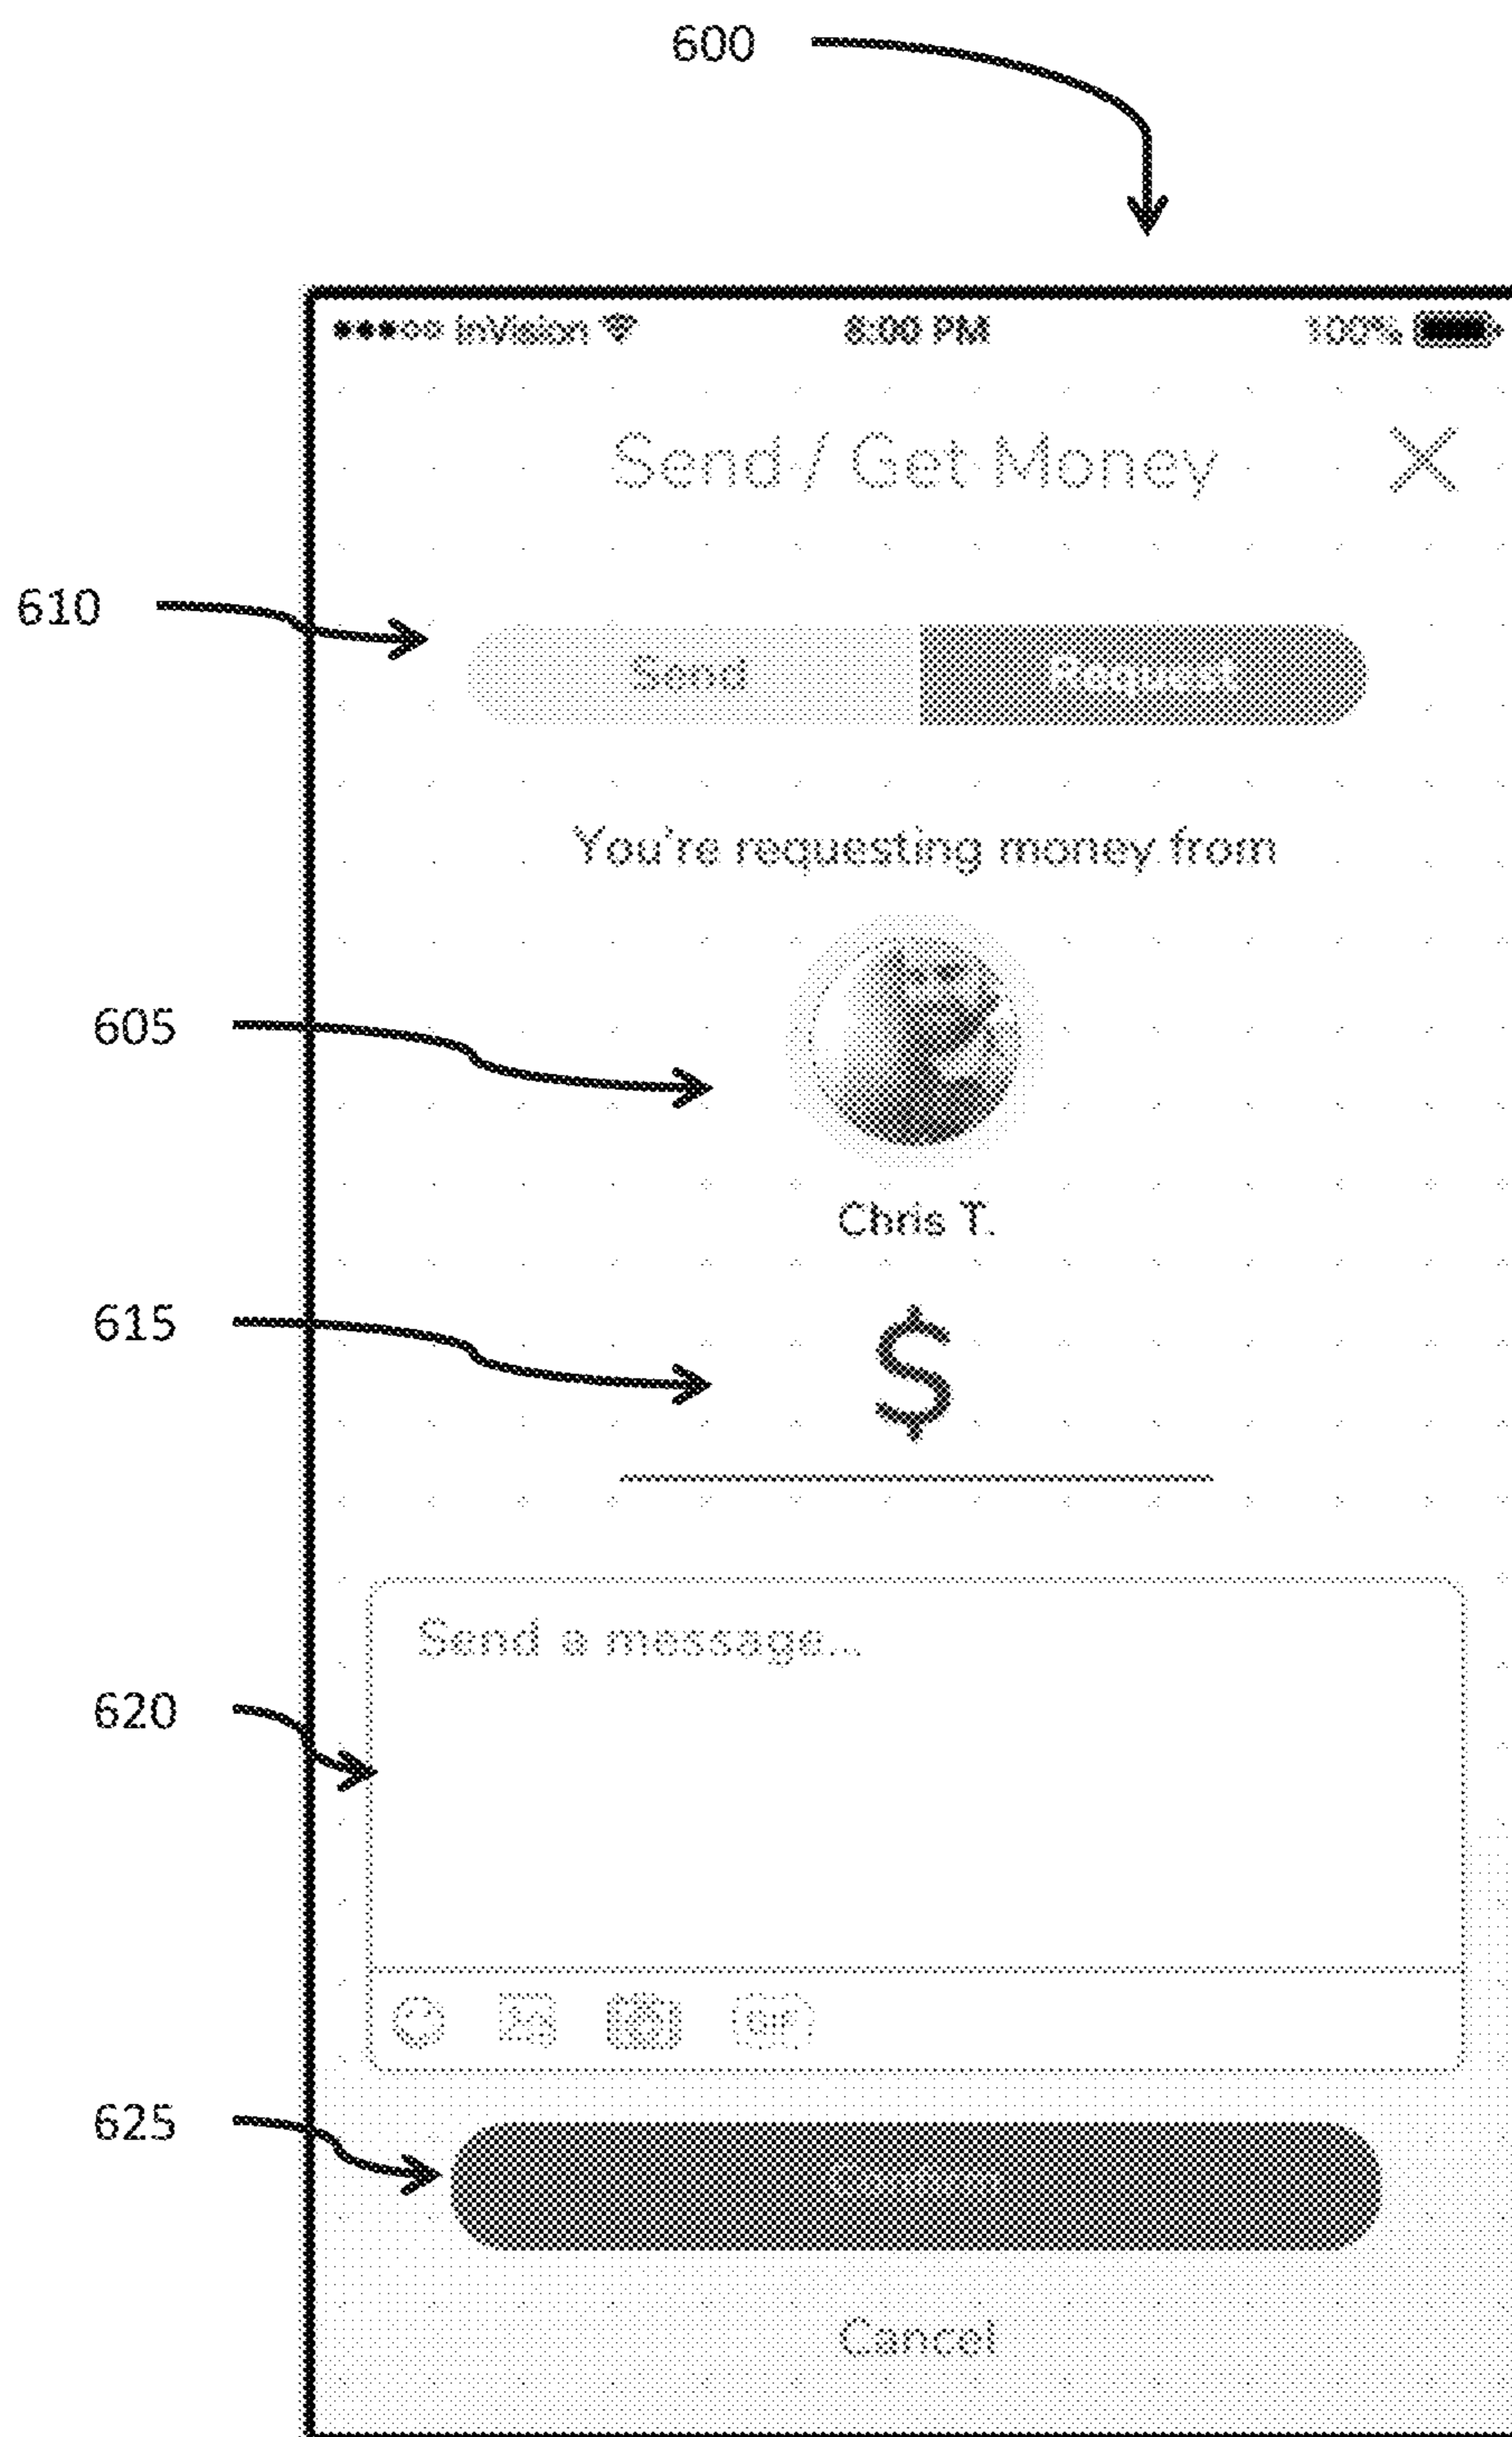 600
InVision 8:00 PM 100%
Send / Get Money
610
Send Request
You're requesting money from
605
Chris T.
615
$
Send a message...
620
GIF
625
Cancel